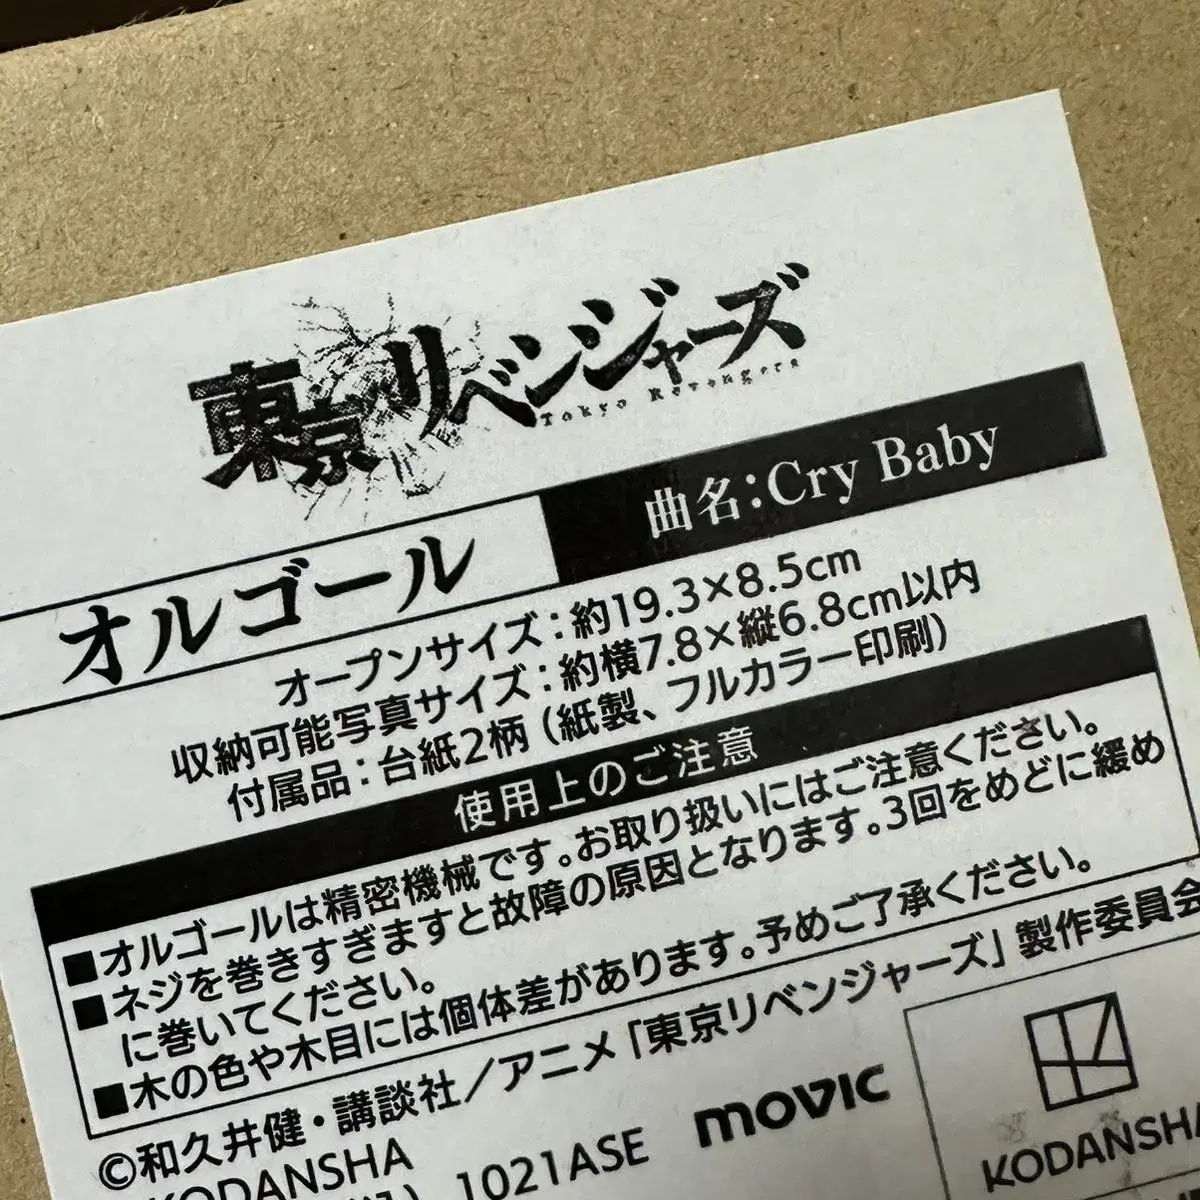 東京リベンジャーズ
Tokyo Revengers
オルゴール
曲名:Cry Baby
オープンサイズ:約19.3×8.5cm
収納可能写真サイズ:約横7.8×縦6.8cm以内
付属品:台紙2柄(紙製、フルカラー印刷)
使用上のご注意
■オルゴールは精密機械です。お取り扱いにはご注意ください。
■ネジを巻きすぎますと故障の原因となります。3回をめどに緩め
に巻いてください。
■木の色や木目には個体差があります。予めご了承ください。
©和久井健・講談社/アニメ「東京リベンジャーズ」製作委員会
KODANSHA
1021ASE
movic
KODANSHA